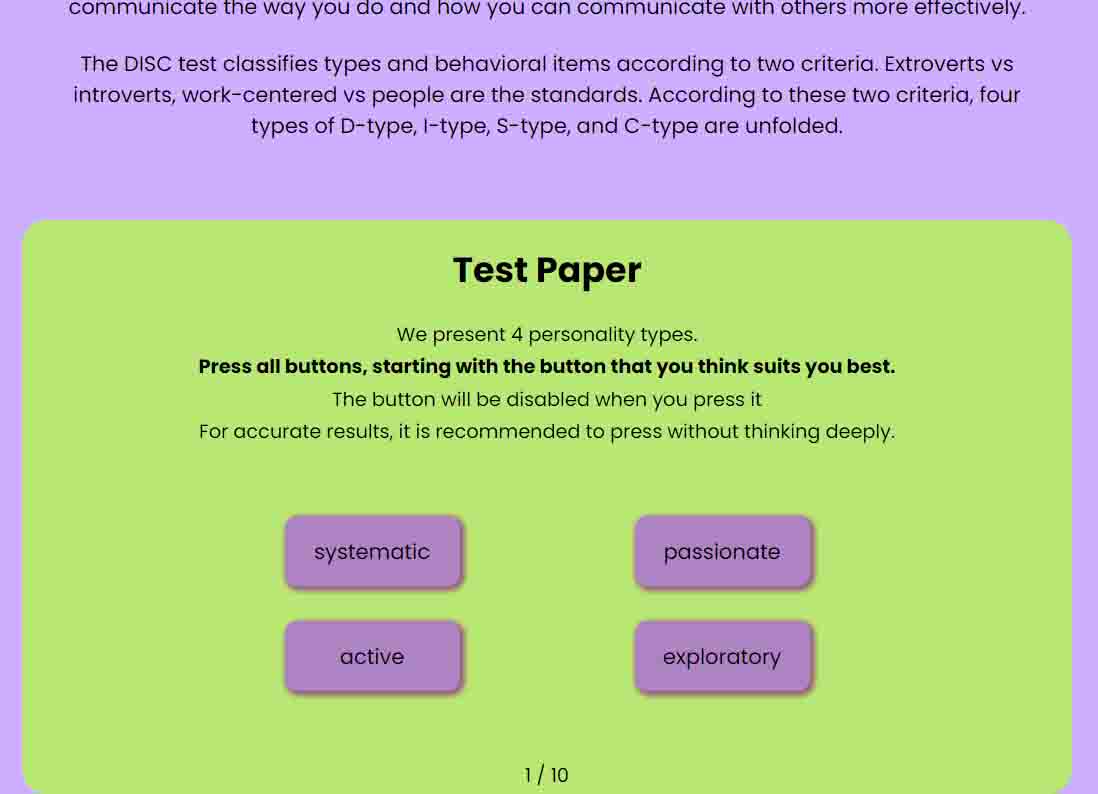 communicate the way you do and how you can communicate with others more effectively.
The DISC test classifies types and behavioral items according to two criteria. Extroverts vs
introverts, work-centered vs people are the standards. According to these two criteria, four
types of D-type, I-type, S-type, and C-type are unfolded.
Test Paper
We present 4 personality types.
Press all buttons, starting with the button that you think suits you best.
The button will be disabled when you press it
For accurate results, it is recommended to press without thinking deeply.
systematic
passionate
active
exploratory
1 / 10